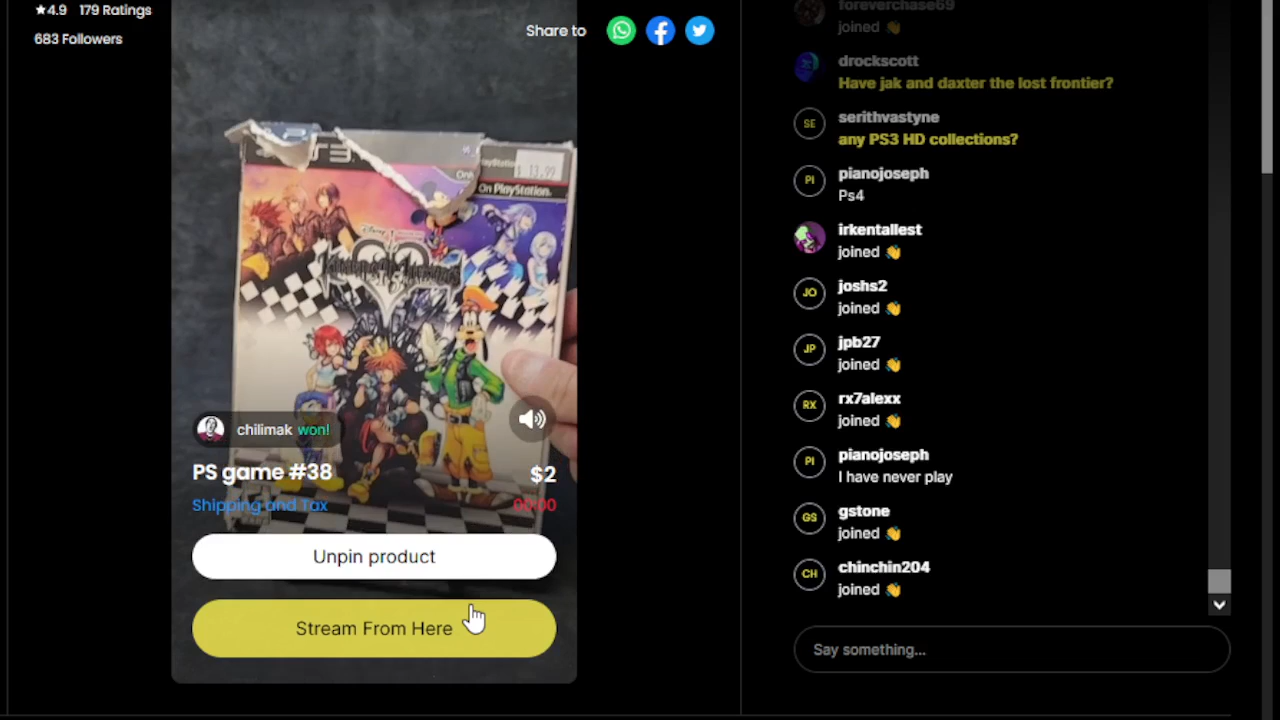 ★4.9 179 Ratings
683 Followers
Share to
PS3
On PlayStation.
KINGDOM HEARTS
chilimak won!
PS game #38
$2
Shipping and Tax
00:00
Unpin product
Stream From Here
foreverchase69
joined 👏
drockscott
Have jak and daxter the lost frontier?
SE
serithvastyne
any PS3 HD collections?
PI
pianojoseph
Ps4
irkentallest
joined 👏
JO
joshs2
joined 👏
JP
jpb27
joined 👏
RX
rx7alexx
joined 👏
PI
pianojoseph
I have never play
GS
gstone
joined 👏
CH
chinchin204
joined 👏
Say something...